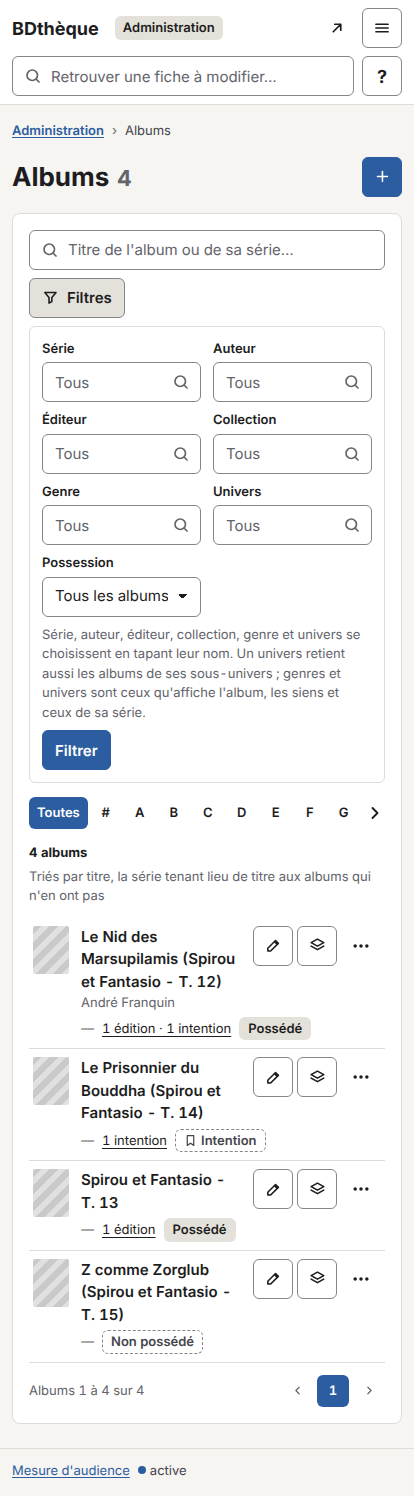 BDthèque Administration
Retrouver une fiche à modifier... ?
Administration › Albums
Albums 4
+
Titre de l'album ou de sa série...
Filtres
Série Auteur
Tous Tous
Éditeur Collection
Tous Tous
Genre Univers
Tous Tous
Possession
Tous les albums
Série, auteur, éditeur, collection, genre et univers se
choisissent en tapant leur nom. Un univers retient
aussi les albums de ses sous-univers ; genres et
univers sont ceux qu'affiche l'album, les siens et
ceux de sa série.
Filtrer
Toutes # A B C D E F G
4 albums
Triés par titre, la série tenant lieu de titre aux albums qui
n'en ont pas
Le Nid des
Marsupilamis (Spirou
et Fantasio - T. 12)
André Franquin
— 1 édition · 1 intention Possédé
Le Prisonnier du
Bouddha (Spirou et
Fantasio - T. 14)
— 1 intention Intention
Spirou et Fantasio -
T. 13
— 1 édition Possédé
Z comme Zorglub
(Spirou et Fantasio -
T. 15)
— Non possédé
Albums 1 à 4 sur 4 ‹ 1 ›
Mesure d'audience active